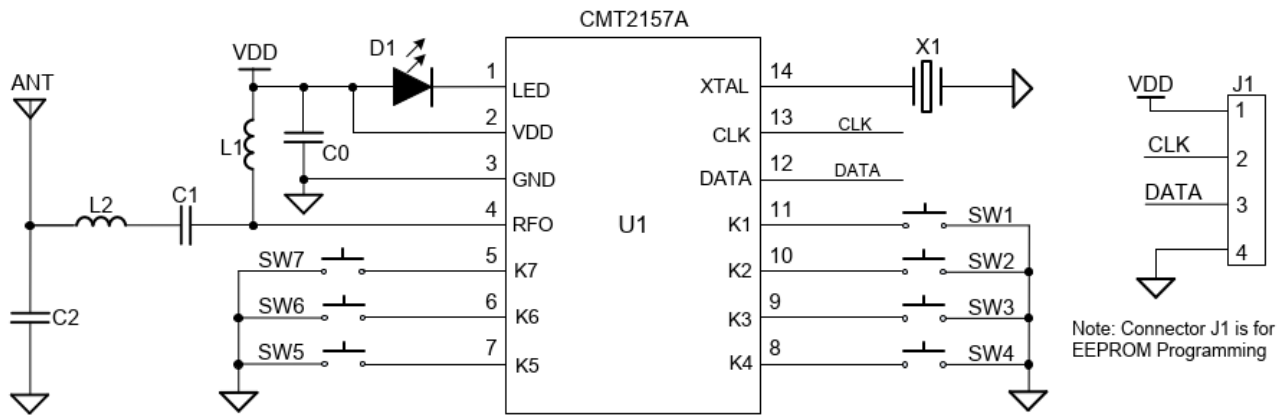 CMT2157A
ANT
VDD
D1
1
LED
2
VDD
L1
C0
3
GND
L2
C1
4
RFO
U1
SW7
5
K7
C2
SW6
6
K6
SW5
7
K5
X1
14
XTAL
13
CLK
CLK
12
DATA
DATA
11
K1
SW1
10
K2
SW2
9
K3
SW3
8
K4
SW4
VDD
J1
1
CLK
2
DATA
3
4
Note: Connector J1 is for
EEPROM Programming